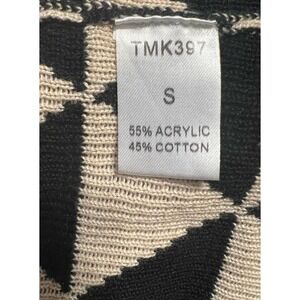 TMK397
S
55% ACRYLIC
45% COTTON